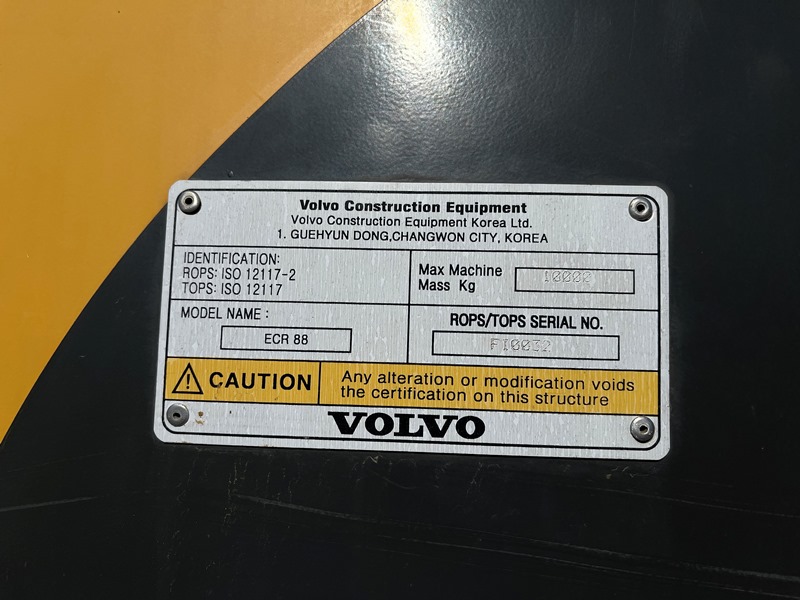 Volvo Construction Equipment
Volvo Construction Equipment Korea Ltd.
1. GUEHYUN DONG,CHANGWON CITY, KOREA
IDENTIFICATION:
ROPS: ISO 12117-2
TOPS: ISO 12117
Max Machine
Mass Kg
10000
MODEL NAME :
ECR 88
ROPS/TOPS SERIAL NO.
FI0032
CAUTION
Any alteration or modification voids
the certification on this structure
VOLVO